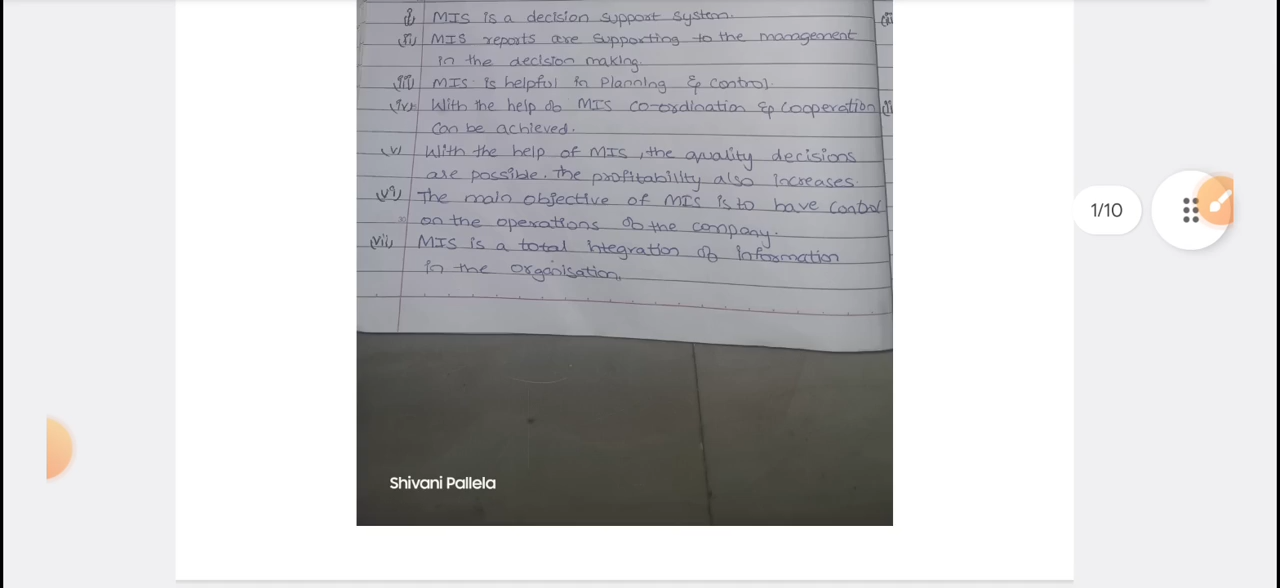 i) MIS is a decision support system.
ii) MIS reports are supporting to the management
in the decision making.
iii) MIS is helpful in Planning & control.
iv) With the help of MIS co-ordination & cooperation
can be achieved.
v) With the help of MIS, the quality decisions
are possible. The profitability also increases.
vi) The main objective of MIS is to have control
on the operations of the company.
vii) MIS is a total integration of information
in the organisation.
1/10
Shivani Pallela